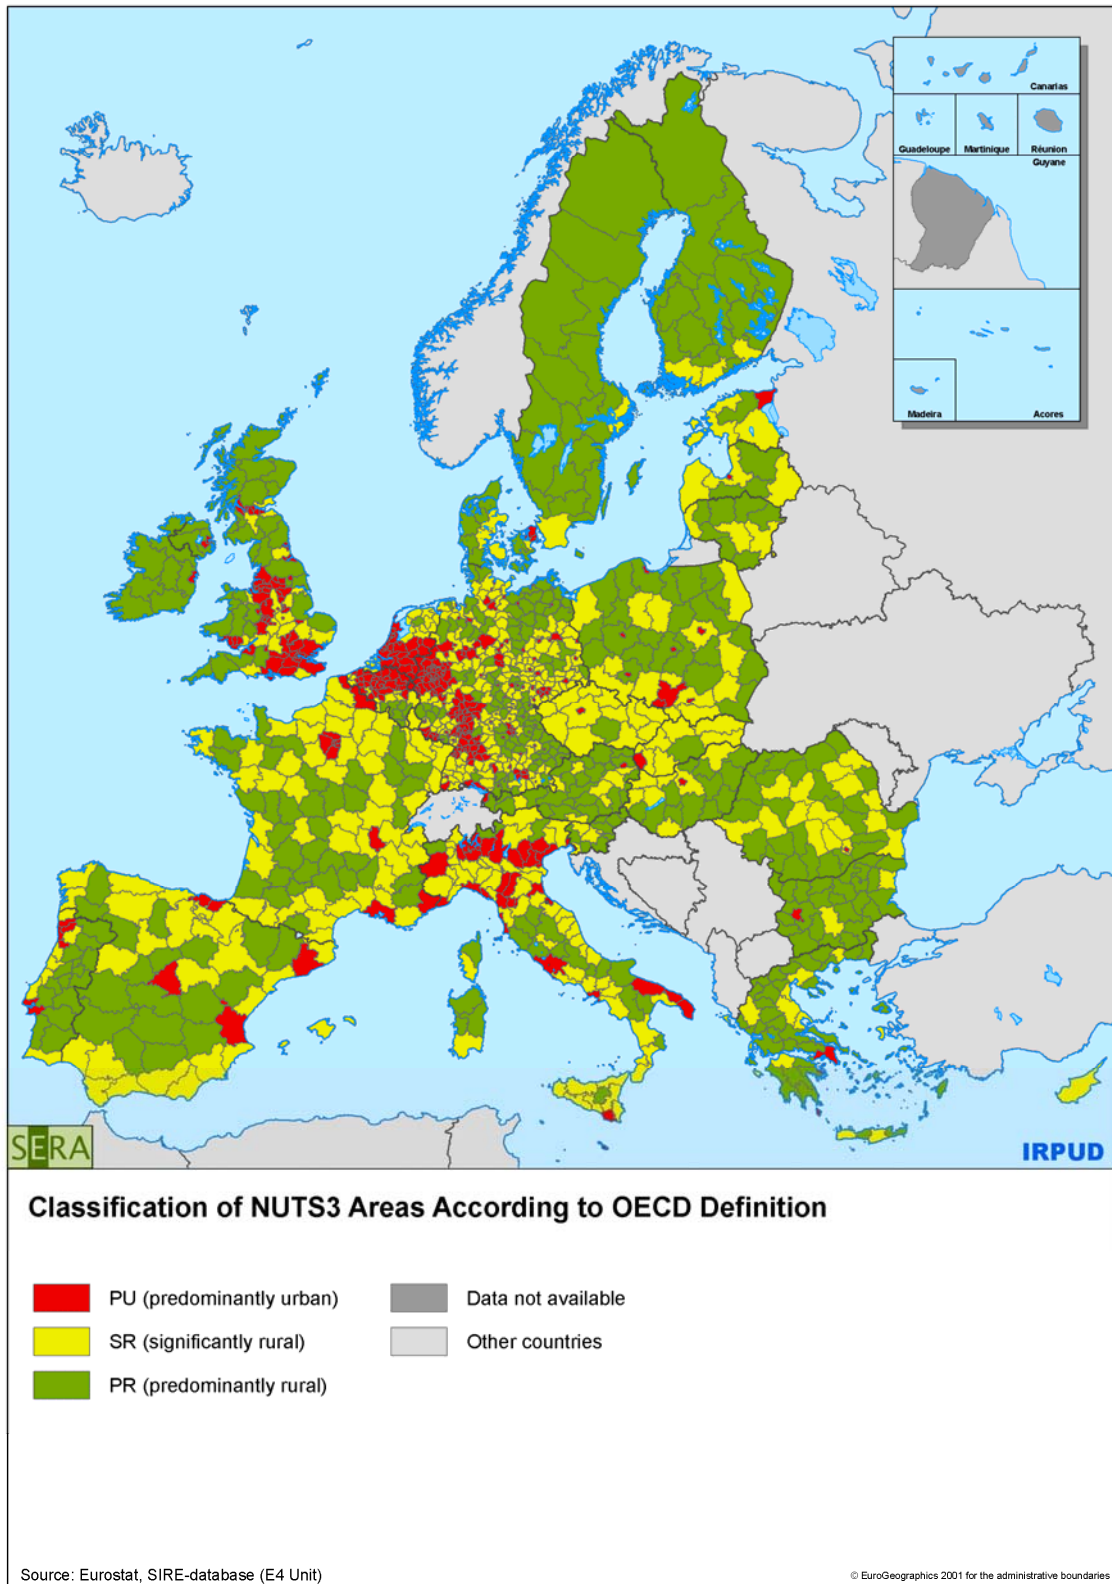 Canarias
Guadeloupe
Martinique
Réunion
Guyane
Madeira
Acores
SERA
IRPUD
Classification of NUTS3 Areas According to OECD Definition
PU (predominantly urban)
Data not available
SR (significantly rural)
Other countries
PR (predominantly rural)
Source: Eurostat, SIRE-database (E4 Unit)
© EuroGeographics 2001 for the administrative boundaries